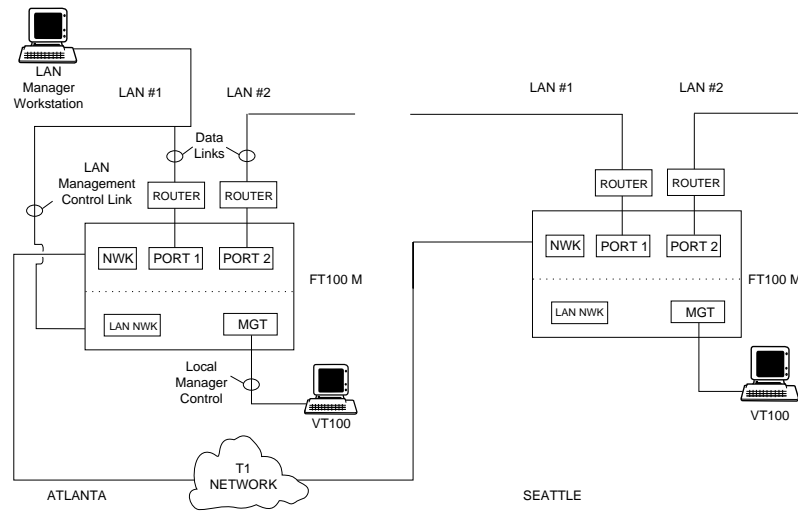 LAN
Manager
Workstation
LAN #1
LAN #2
LAN #1
LAN #2
Data
Links
LAN
Management
Control Link
ROUTER
ROUTER
ROUTER
ROUTER
NWK
PORT 1
PORT 2
NWK
PORT 1
PORT 2
FT100 M
FT100 M
LAN NWK
MGT
LAN NWK
MGT
Local
Manager
Control
VT100
VT100
T1
NETWORK
ATLANTA
SEATTLE